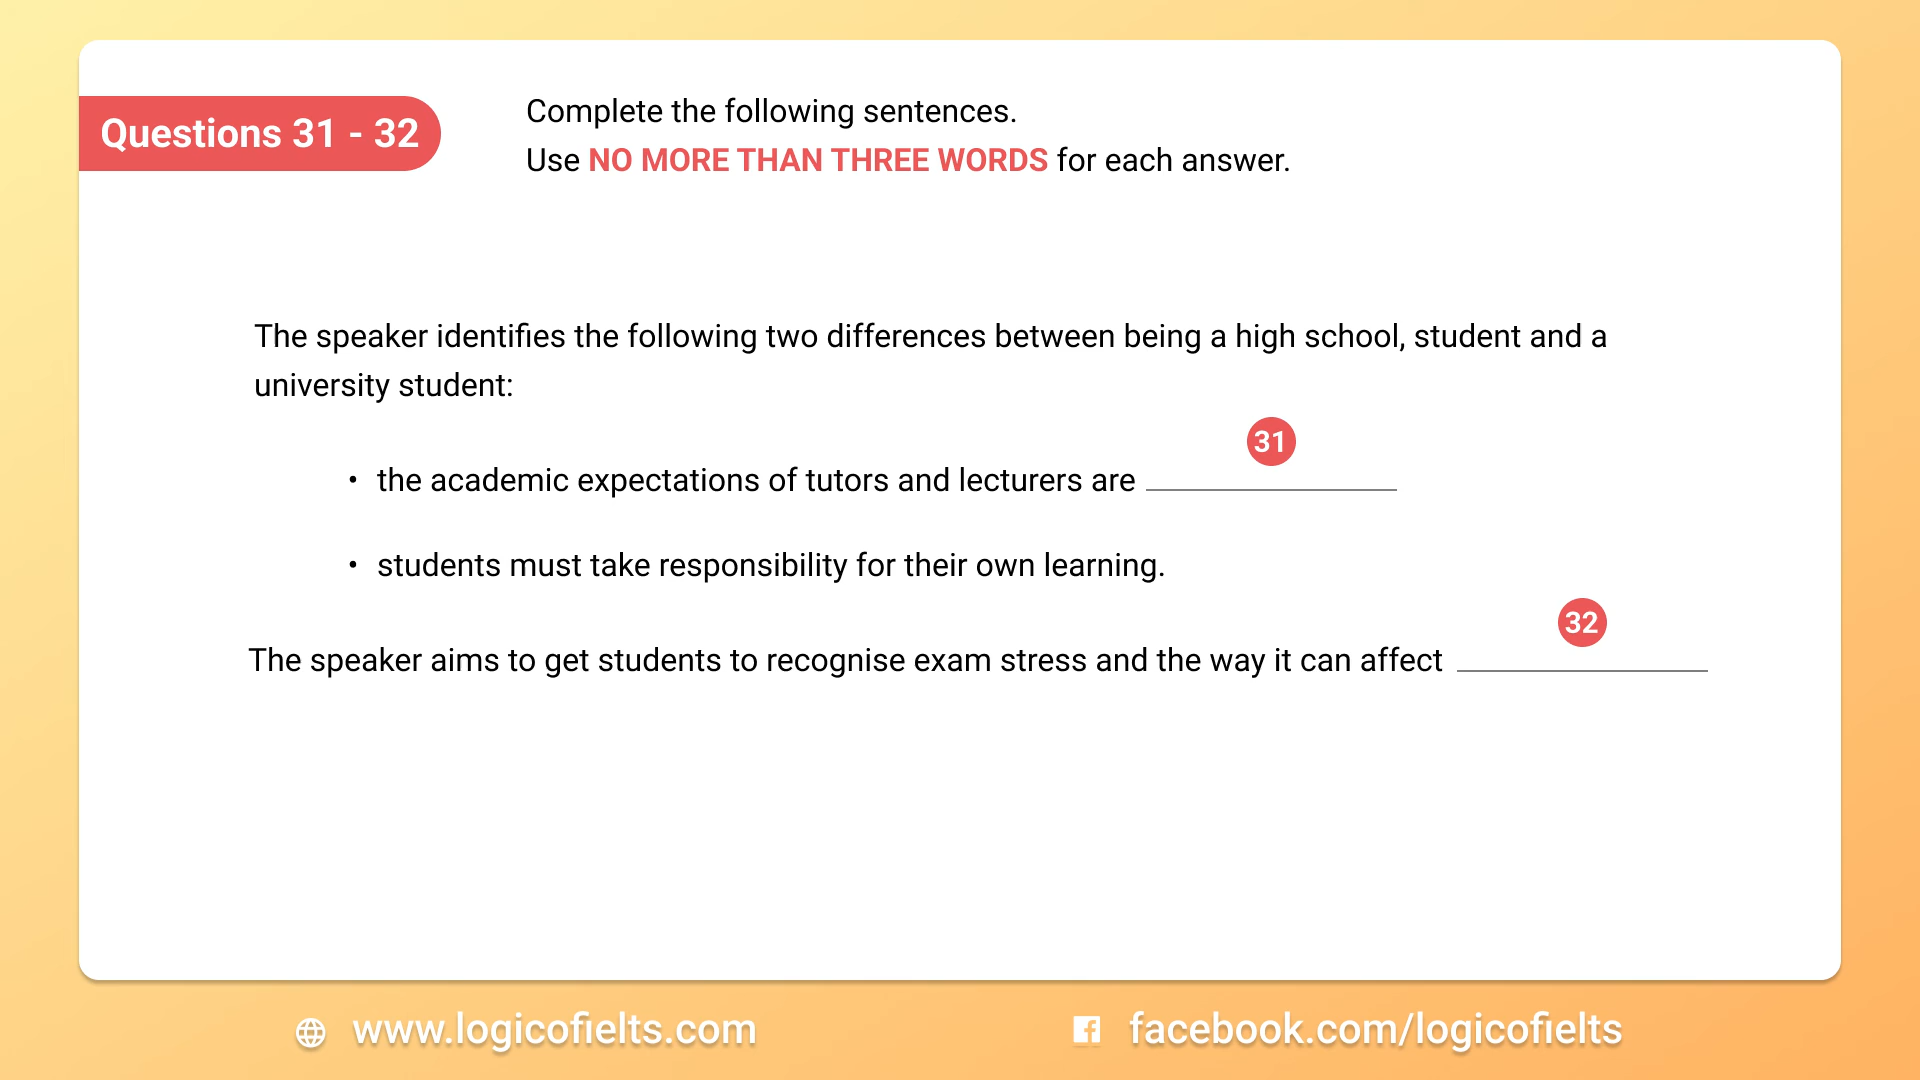 Questions 31 - 32
Complete the following sentences.
Use NO MORE THAN THREE WORDS for each answer.
The speaker identifies the following two differences between being a high school, student and a
university student:
31
• the academic expectations of tutors and lecturers are
• students must take responsibility for their own learning.
32
The speaker aims to get students to recognise exam stress and the way it can affect
www.logicofielts.com
facebook.com/logicofielts